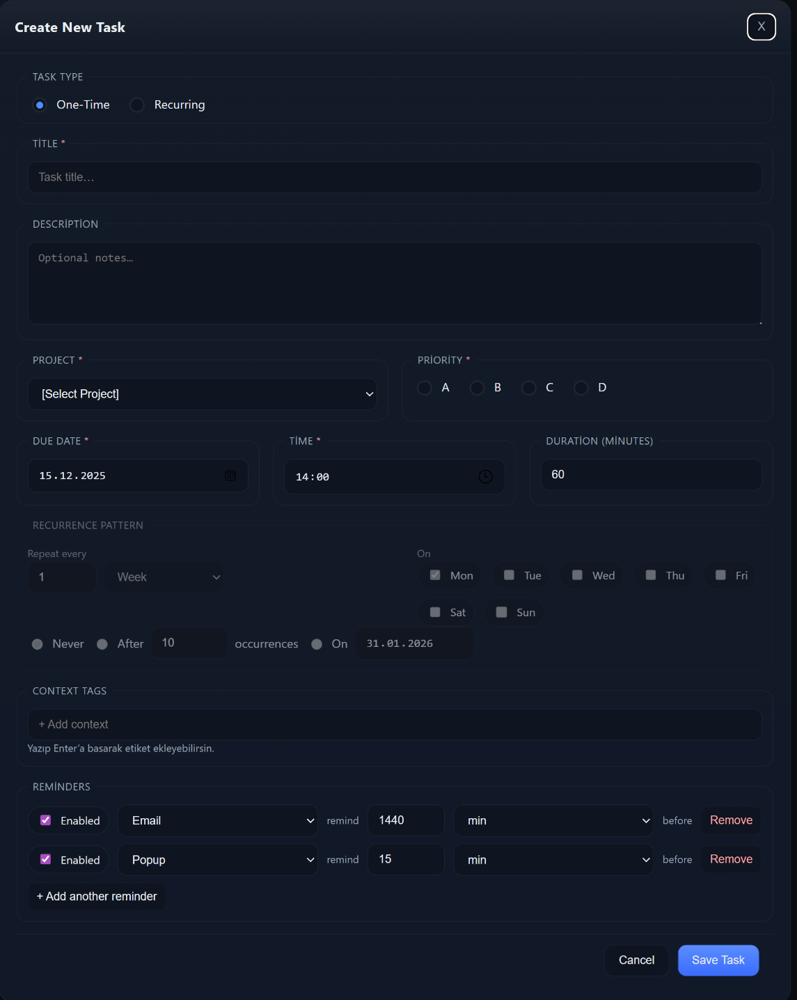 Create New Task
X
TASK TYPE
One-Time Recurring
TİTLE *
Task title…
DESCRİPTİON
Optional notes…
PROJECT * PRİORİTY *
[Select Project] A B C D
DUE DATE * TİME * DURATİON (MİNUTES)
15.12.2025 14:00 60
RECURRENCE PATTERN
Repeat every On
1 Week Mon Tue Wed Thu Fri
Sat Sun
Never After 10 occurrences On 31.01.2026
CONTEXT TAGS
+ Add context
Yazıp Enter’a basarak etiket ekleyebilirsin.
REMİNDERS
Enabled Email remind 1440 min before Remove
Enabled Popup remind 15 min before Remove
+ Add another reminder
Cancel Save Task